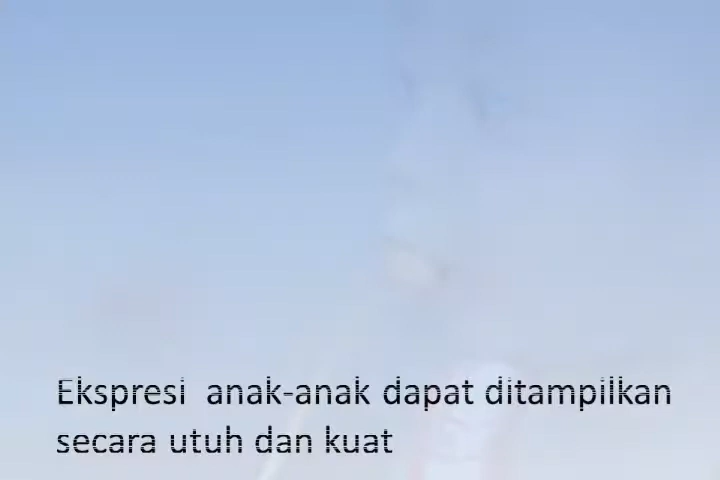 Ekspresi anak-anak dapat ditampilkan
secara utuh dan kuat